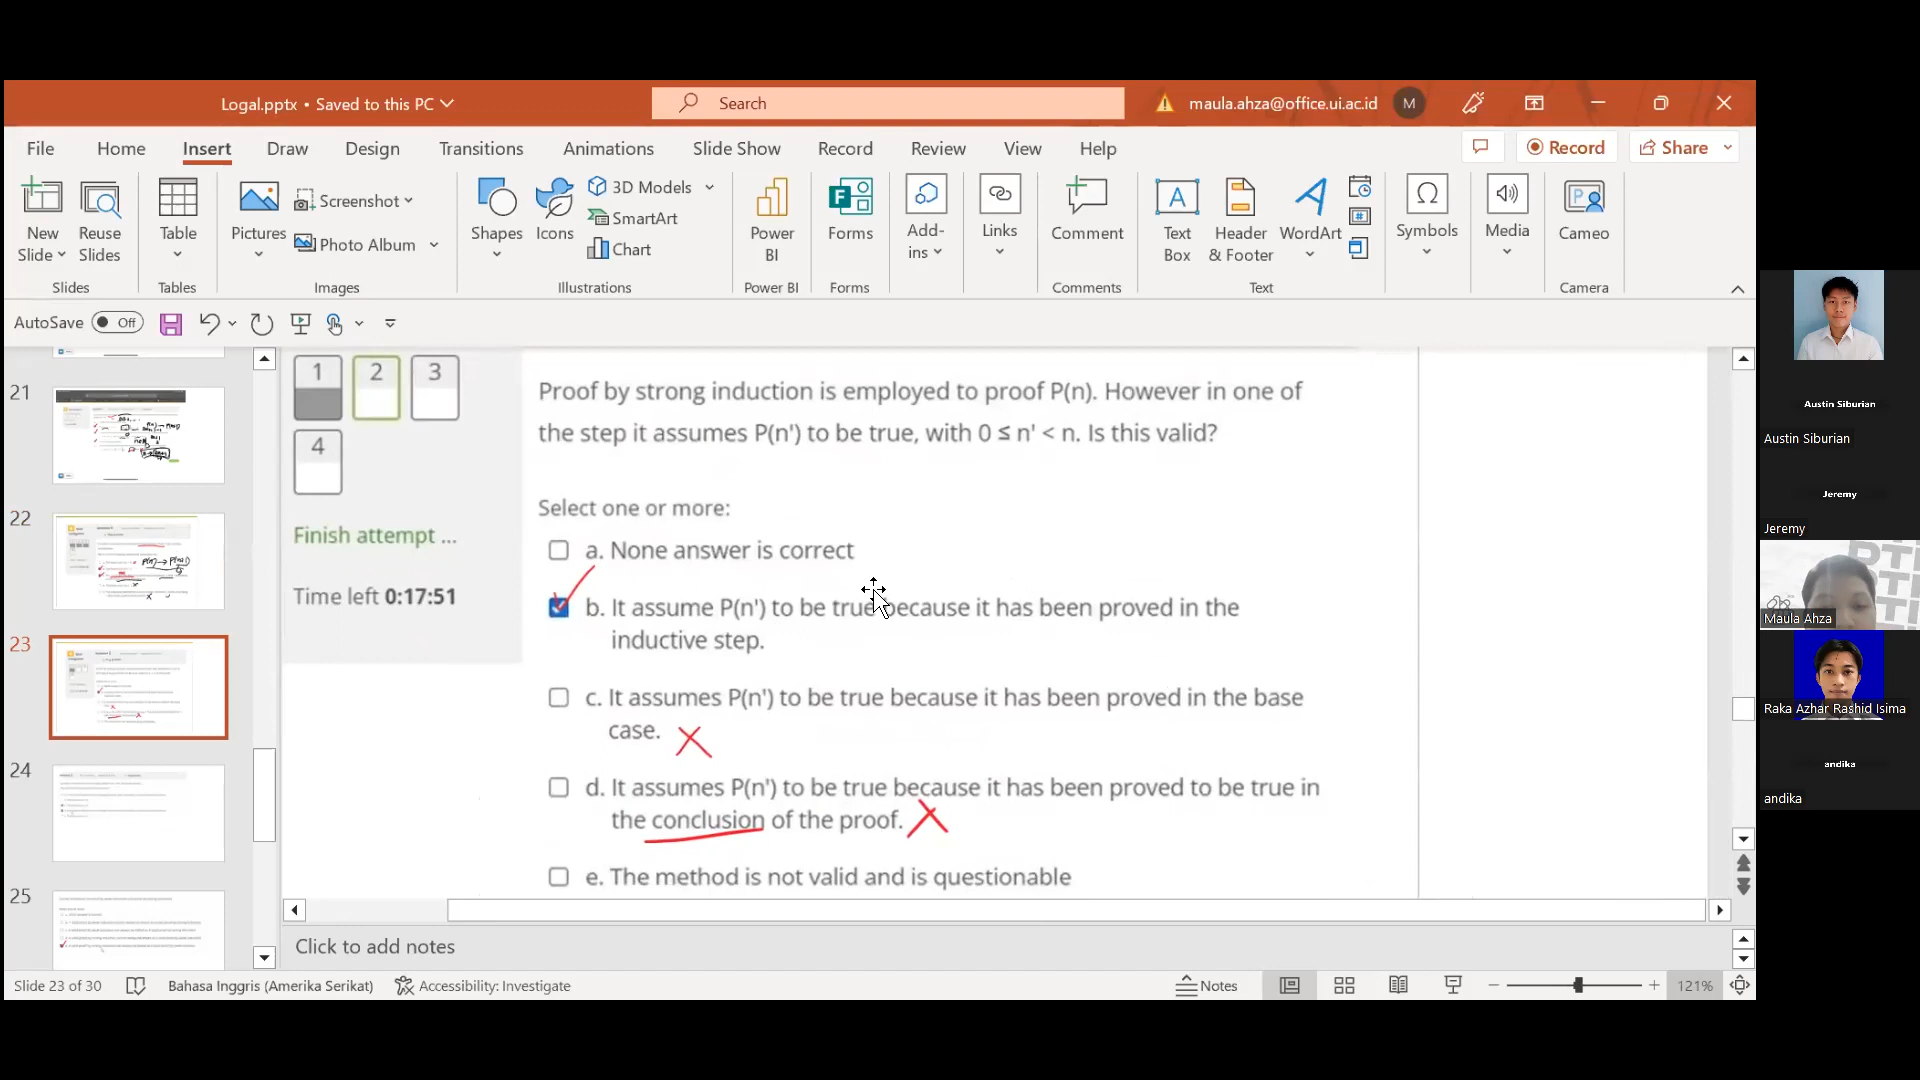 Logal.pptx • Saved to this PC
Search
maula.ahza@office.ui.ac.id
M
File Home Insert Draw Design Transitions Animations Slide Show Record Review View Help
Record
Share
New Slide
Reuse Slides
Table
Pictures
Screenshot
Photo Album
Shapes
Icons
3D Models
SmartArt
Chart
Power BI
Forms
Add-ins
Links
Comment
Text Box
Header & Footer
WordArt
Symbols
Media
Cameo
Slides
Tables
Images
Illustrations
Power BI
Forms
Comments
Text
Camera
AutoSave Off
21
22
23
24
25
1 2 3
4
Finish attempt ...
Time left 0:17:51
Proof by strong induction is employed to proof P(n). However in one of
the step it assumes P(n') to be true, with 0 ≤ n' < n. Is this valid?
Select one or more:
a. None answer is correct
b. It assume P(n') to be true because it has been proved in the
inductive step.
c. It assumes P(n') to be true because it has been proved in the base
case.
d. It assumes P(n') to be true because it has been proved to be true in
the conclusion of the proof.
e. The method is not valid and is questionable
Click to add notes
Slide 23 of 30
Bahasa Inggris (Amerika Serikat)
Accessibility: Investigate
Notes
121%
Austin Siburian
Austin Siburian
Jeremy
Jeremy
Maula Ahza
Raka Azhar Rashid Isima
andika
andika